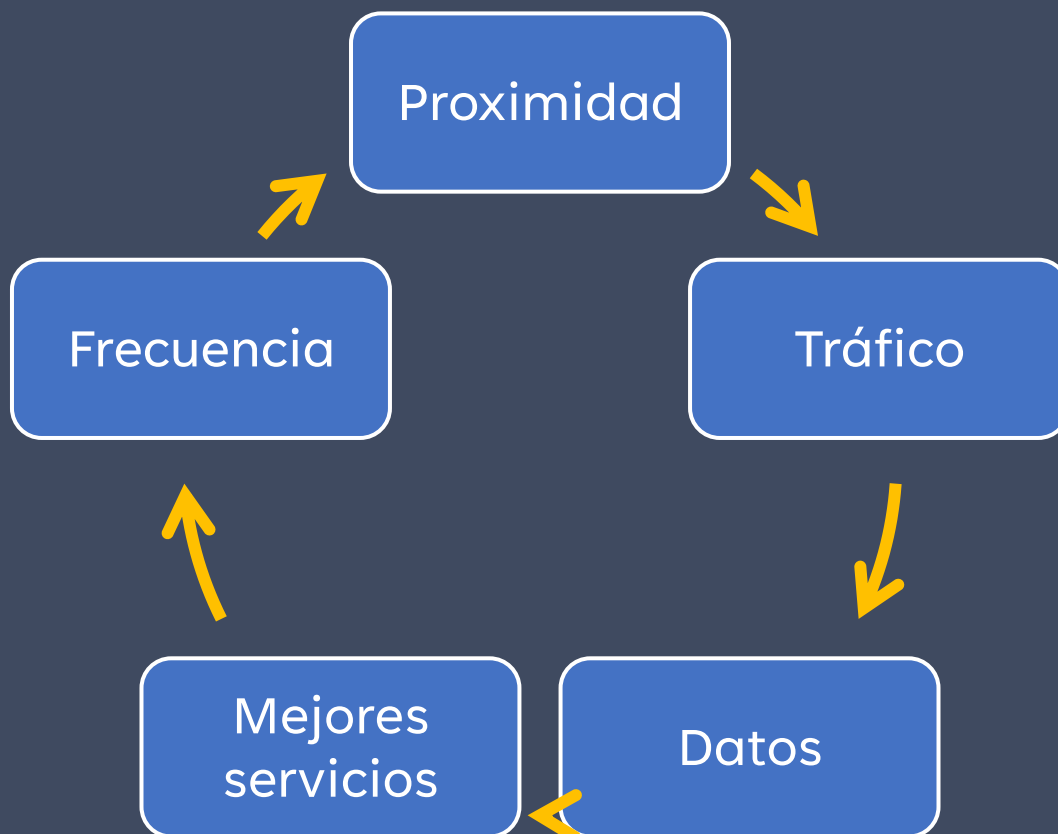 Proximidad
Frecuencia
Tráfico
Mejores
servicios
Datos